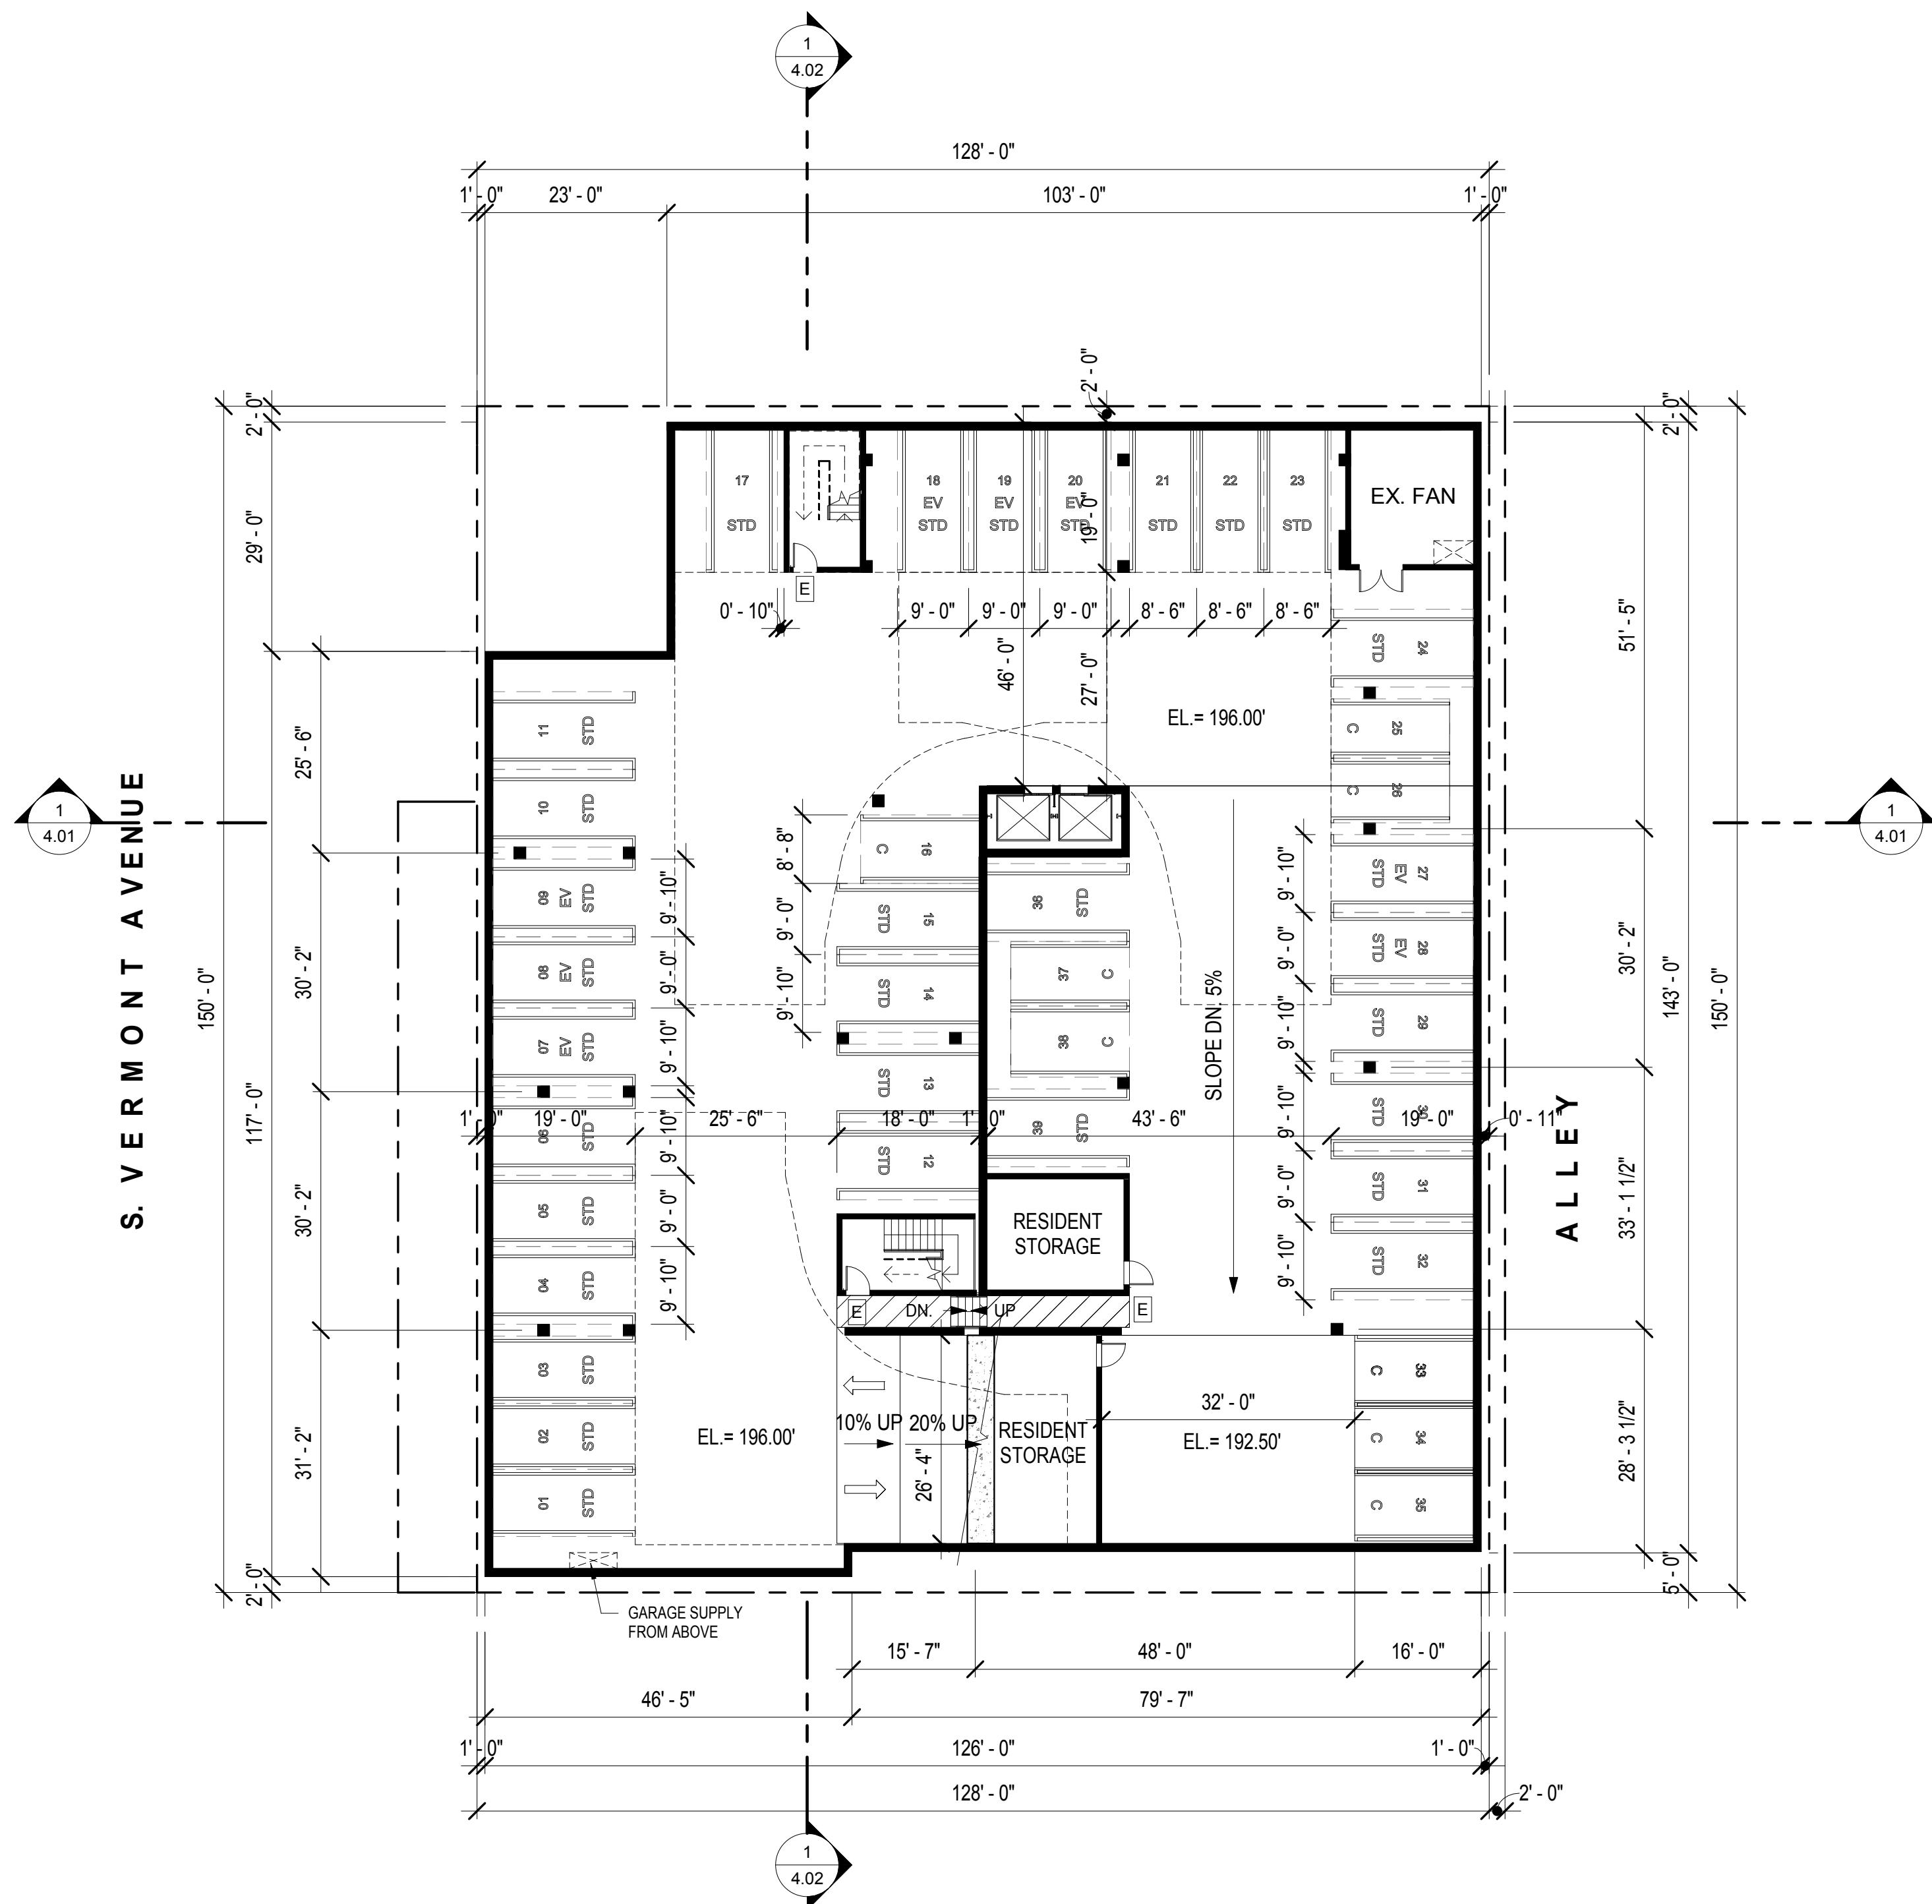 1
4.02
128' - 0"
1' - 0"
23' - 0"
103' - 0"
1' - 0"
2' - 0"
2' - 0"
2' - 0"
17
STD
18
EV
STD
19
EV
STD
20
EV
STD
19' - 0"
21
STD
22
STD
23
STD
EX. FAN
E
0' - 10"
9' - 0"
9' - 0"
9' - 0"
8' - 6"
8' - 6"
8' - 6"
29' - 0"
46' - 0"
27' - 0"
EL.= 196.00'
51' - 5"
24
STD
25
C
26
C
27
EV
STD
28
EV
STD
29
STD
30
STD
31
STD
32
STD
33
C
34
C
35
C
11
STD
10
STD
09
EV
STD
08
EV
STD
07
EV
STD
06
STD
05
STD
04
STD
03
STD
02
STD
01
STD
16
C
15
STD
14
STD
13
STD
12
STD
36
STD
37
C
38
C
39
STD
1
4.01
S. VERMONT AVENUE
1
4.01
ALLEY
150' - 0"
117' - 0"
2' - 0"
25' - 6"
30' - 2"
30' - 2"
31' - 2"
9' - 10"
9' - 0"
9' - 10"
9' - 10"
9' - 0"
9' - 10"
8' - 8"
9' - 0"
9' - 10"
SLOPE DN. 5%
9' - 10"
9' - 0"
9' - 10"
9' - 10"
9' - 0"
9' - 10"
30' - 2"
33' - 1 1/2"
28' - 3 1/2"
143' - 0"
5' - 0"
150' - 0"
1' - 0"
19' - 0"
25' - 6"
18' - 0"
1' - 0"
43' - 6"
19' - 0"
0' - 11"
RESIDENT
STORAGE
E
DN.
UP
E
10% UP
20% UP
26' - 4"
RESIDENT
STORAGE
32' - 0"
EL.= 192.50'
EL.= 196.00'
GARAGE SUPPLY
FROM ABOVE
15' - 7"
48' - 0"
16' - 0"
46' - 5"
79' - 7"
1' - 0"
126' - 0"
1' - 0"
128' - 0"
2' - 0"
1
4.02